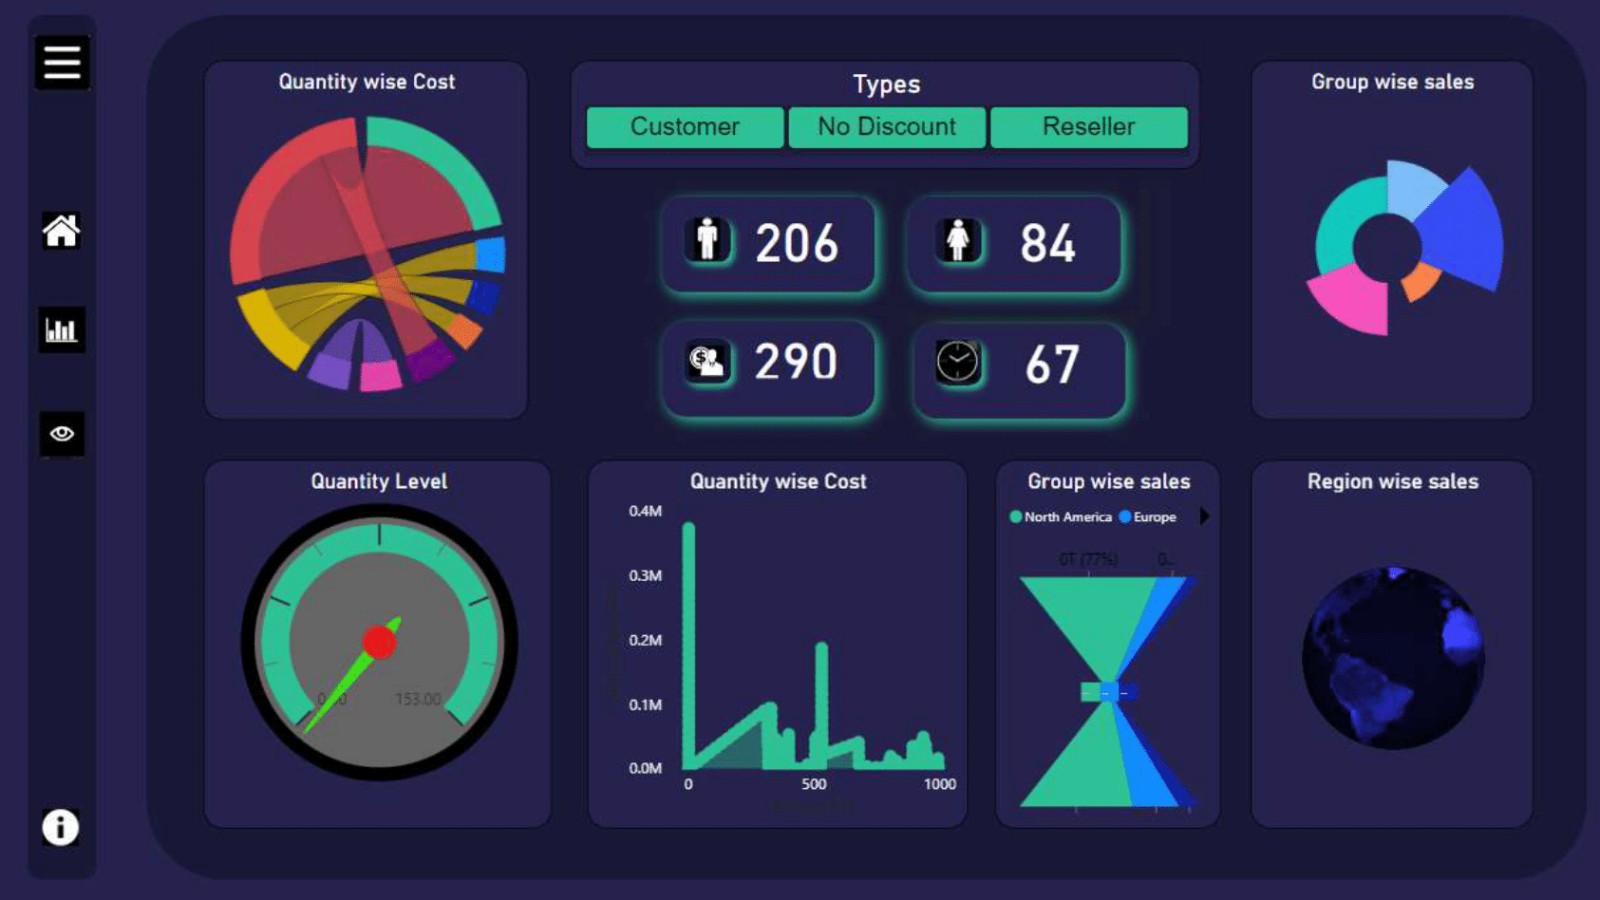 Quantity wise Cost
Types
Customer
No Discount
Reseller
Group wise sales
206
84
290
67
Quantity Level
153.00
Quantity wise Cost
0.4M
0.3M
0.2M
0.1M
0.0M
0
500
1000
Group wise sales
North America
Europe
0T (77%)
0...
Region wise sales